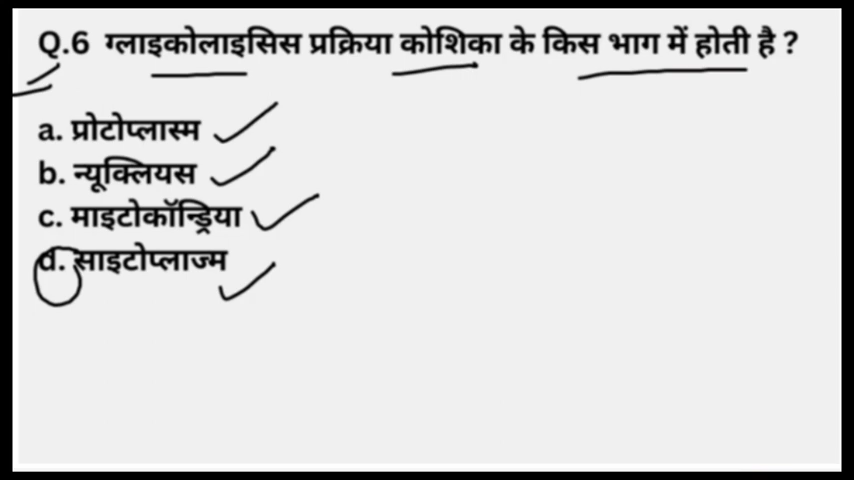 Q.6 ग्लाइकोलाइसिस प्रक्रिया कोशिका के किस भाग में होती है ?
a. प्रोटोप्लास्म
b. न्यूक्लियस
c. माइटोकॉन्ड्रिया
d. साइटोप्लाज्म